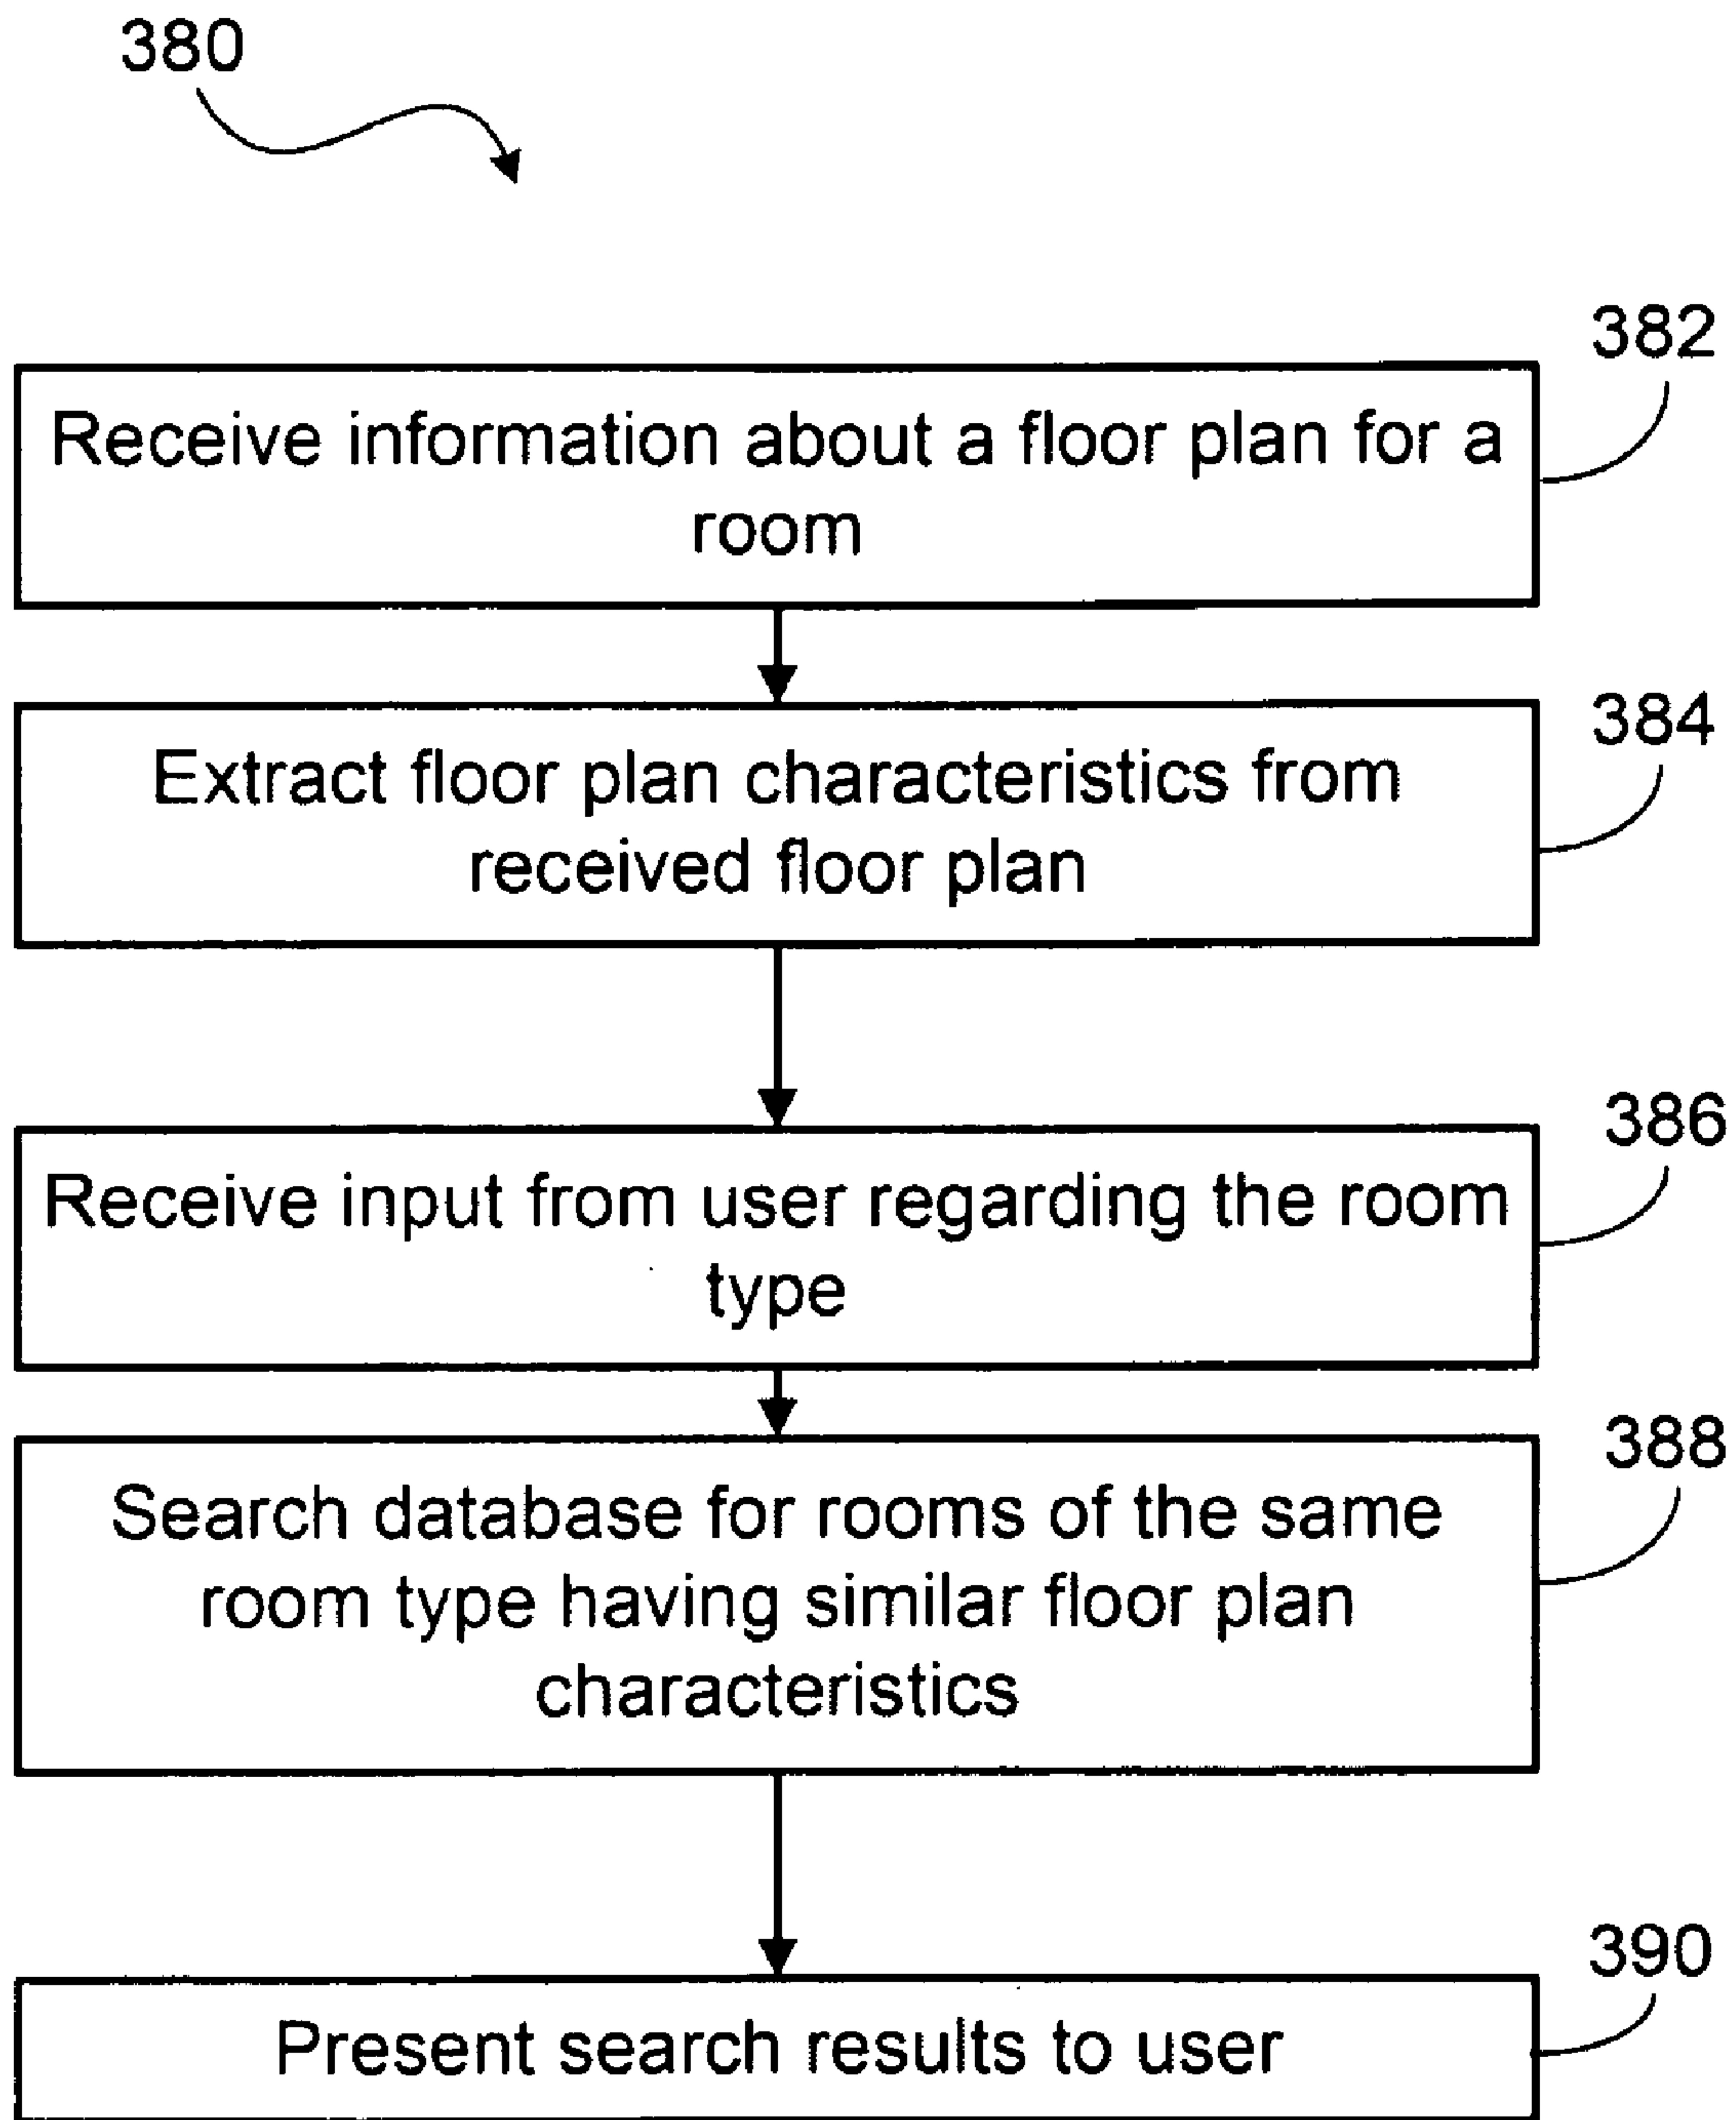 380
382
Receive information about a floor plan for a
room
384
Extract floor plan characteristics from
received floor plan
386
Receive input from user regarding the room
type
388
Search database for rooms of the same
room type having similar floor plan
characteristics
390
Present search results to user